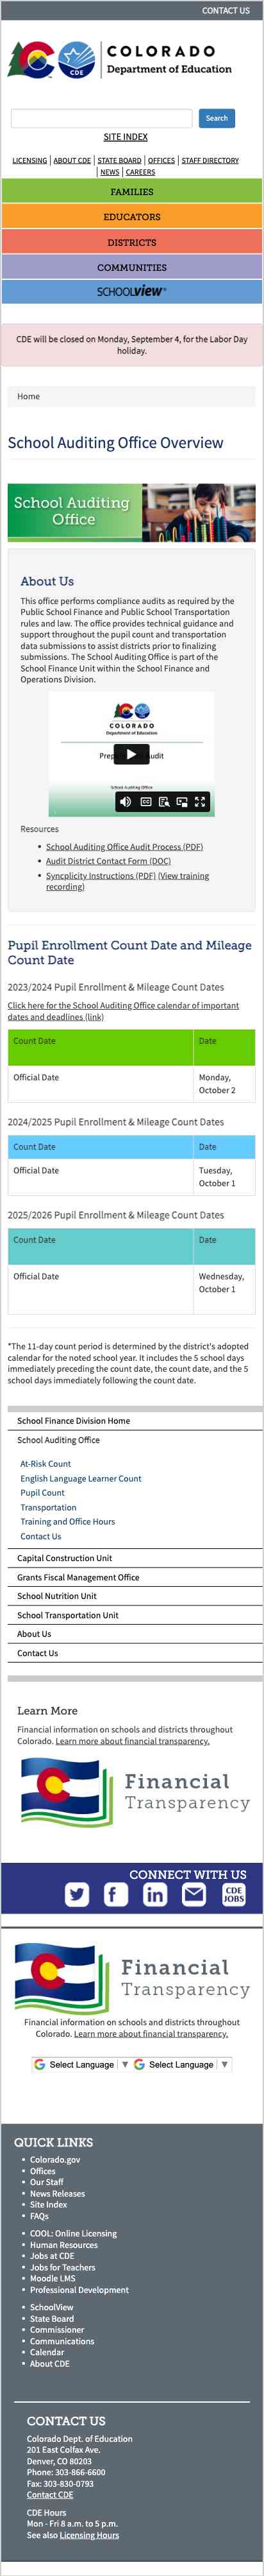 CONTACT US
COLORADO
Department of Education
CDE
Search
SITE INDEX
LICENSING | ABOUT CDE | STATE BOARD | OFFICES | STAFF DIRECTORY
| NEWS | CAREERS
FAMILIES
EDUCATORS
DISTRICTS
COMMUNITIES
SCHOOLVIEW®
CDE will be closed on Monday, September 4, for the Labor Day
holiday.
Home
School Auditing Office Overview
School Auditing
Office
About Us
This office performs compliance audits as required by the
Public School Finance and Public School Transportation
rules and law. The office provides technical guidance and
support throughout the pupil count and transportation
data submissions to assist districts prior to finalizing
submissions. The School Auditing Office is part of the
School Finance Unit within the School Finance and
Operations Division.
CDE
COLORADO
Department of Education
School Auditing Office
Resources
• School Auditing Office Audit Process (PDF)
• Audit District Contact Form (DOC)
• Syncplicity Instructions (PDF) (View training
recording)
Pupil Enrollment Count Date and Mileage
Count Date
2023/2024 Pupil Enrollment & Mileage Count Dates
Click here for the School Auditing Office calendar of important
dates and deadlines (link)
Count Date Date
Official Date Monday,
October 2
2024/2025 Pupil Enrollment & Mileage Count Dates
Count Date Date
Official Date Tuesday,
October 1
2025/2026 Pupil Enrollment & Mileage Count Dates
Count Date Date
Official Date Wednesday,
October 1
*The 11-day count period is determined by the district's adopted
calendar for the noted school year. It includes the 5 school days
immediately preceding the count date, the count date, and the 5
school days immediately following the count date.
School Finance Division Home
School Auditing Office
At-Risk Count
English Language Learner Count
Pupil Count
Transportation
Training and Office Hours
Contact Us
Capital Construction Unit
Grants Fiscal Management Office
School Nutrition Unit
School Transportation Unit
About Us
Contact Us
Learn More
Financial information on schools and districts throughout
Colorado. Learn more about financial transparency.
Financial
Transparency
CONNECT WITH US
CDE
JOBS
Financial
Transparency
Financial information on schools and districts throughout
Colorado. Learn more about financial transparency.
Select Language | ▼ Select Language | ▼
QUICK LINKS
• Colorado.gov
• Offices
• Our Staff
• News Releases
• Site Index
• FAQs
• COOL: Online Licensing
• Human Resources
• Jobs at CDE
• Jobs for Teachers
• Moodle LMS
• Professional Development
• SchoolView
• State Board
• Commissioner
• Communications
• Calendar
• About CDE
CONTACT US
Colorado Dept. of Education
201 East Colfax Ave.
Denver, CO 80203
Phone: 303-866-6600
Fax: 303-830-0793
Contact CDE
CDE Hours
Mon - Fri 8 a.m. to 5 p.m.
See also Licensing Hours